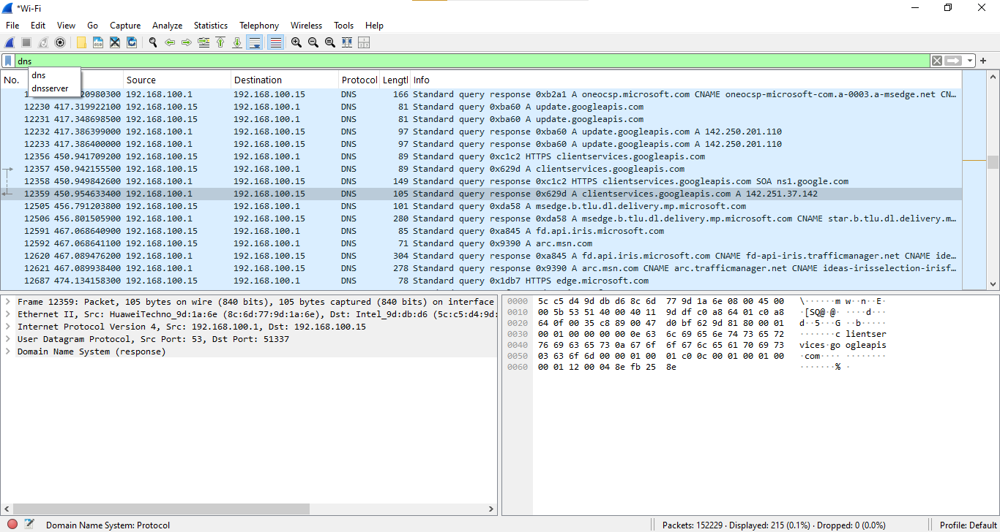 *Wi-Fi
File Edit View Go Capture Analyze Statistics Telephony Wireless Tools Help
dns
dns
dnsserver
No. Source Destination Protocol Lengtl Info
20980300 192.168.100.1 192.168.100.15 DNS 166 Standard query response 0xb2a1 A oneocsp.microsoft.com CNAME oneocsp-microsoft-com.a-0003.a-msedge.net CN…
12230 417.319922100 192.168.100.15 192.168.100.1 DNS 81 Standard query 0xba60 A update.googleapis.com
12231 417.348698500 192.168.100.15 192.168.100.1 DNS 81 Standard query 0xba60 A update.googleapis.com
12232 417.386399000 192.168.100.1 192.168.100.15 DNS 97 Standard query response 0xba60 A update.googleapis.com A 142.250.201.110
12233 417.386400000 192.168.100.1 192.168.100.15 DNS 97 Standard query response 0xba60 A update.googleapis.com A 142.250.201.110
12356 450.941709200 192.168.100.15 192.168.100.1 DNS 89 Standard query 0xc1c2 HTTPS clientservices.googleapis.com
12357 450.942155500 192.168.100.15 192.168.100.1 DNS 89 Standard query 0x629d A clientservices.googleapis.com
12358 450.949842600 192.168.100.1 192.168.100.15 DNS 149 Standard query response 0xc1c2 HTTPS clientservices.googleapis.com SOA ns1.google.com
12359 450.954633400 192.168.100.1 192.168.100.15 DNS 105 Standard query response 0x629d A clientservices.googleapis.com A 142.251.37.142
12505 456.791203800 192.168.100.15 192.168.100.1 DNS 101 Standard query 0xda58 A msedge.b.tlu.dl.delivery.mp.microsoft.com
12506 456.801505900 192.168.100.1 192.168.100.15 DNS 280 Standard query response 0xda58 A msedge.b.tlu.dl.delivery.mp.microsoft.com CNAME star.b.tlu.dl.delivery.m…
12591 467.068640900 192.168.100.15 192.168.100.1 DNS 85 Standard query 0xa845 A fd.api.iris.microsoft.com
12592 467.068641100 192.168.100.15 192.168.100.1 DNS 71 Standard query 0x9390 A arc.msn.com
12620 467.089476200 192.168.100.1 192.168.100.15 DNS 304 Standard query response 0xa845 A fd.api.iris.microsoft.com CNAME fd-api-iris.trafficmanager.net CNAME ide…
12621 467.089938400 192.168.100.1 192.168.100.15 DNS 278 Standard query response 0x9390 A arc.msn.com CNAME arc.trafficmanager.net CNAME ideas-irisselection-irisf…
12687 474.134158300 192.168.100.15 192.168.100.1 DNS 78 Standard query 0x1db7 HTTPS edge.microsoft.com
Frame 12359: Packet, 105 bytes on wire (840 bits), 105 bytes captured (840 bits) on interface
Ethernet II, Src: HuaweiTechno_9d:1a:6e (8c:6d:77:9d:1a:6e), Dst: Intel_9d:db:d6 (5c:c5:d4:9d:
Internet Protocol Version 4, Src: 192.168.100.1, Dst: 192.168.100.15
User Datagram Protocol, Src Port: 53, Dst Port: 51337
Domain Name System (response)
0000 5c c5 d4 9d db d6 8c 6d 77 9d 1a 6e 08 00 45 00 \······m w··n··E·
0010 00 5b 53 51 40 00 40 11 9d df c0 a8 64 01 c0 a8 ·[SQ@·@· ····d···
0020 64 0f 00 35 c8 89 00 47 d0 bf 62 9d 81 80 00 01 d··5···G ··b·····
0030 00 01 00 00 00 00 0e 63 6c 69 65 6e 74 73 65 72 ·······c lientser
0040 76 69 63 65 73 0a 67 6f 6f 67 6c 65 61 70 69 73 vices·go ogleapis
0050 03 63 6f 6d 00 00 01 00 01 c0 0c 00 01 00 01 00 ·com···· ········
0060 00 01 12 00 04 8e fb 25 8e ·······% ·
Domain Name System: Protocol
Packets: 152229 · Displayed: 215 (0.1%) · Dropped: 0 (0.0%)
Profile: Default